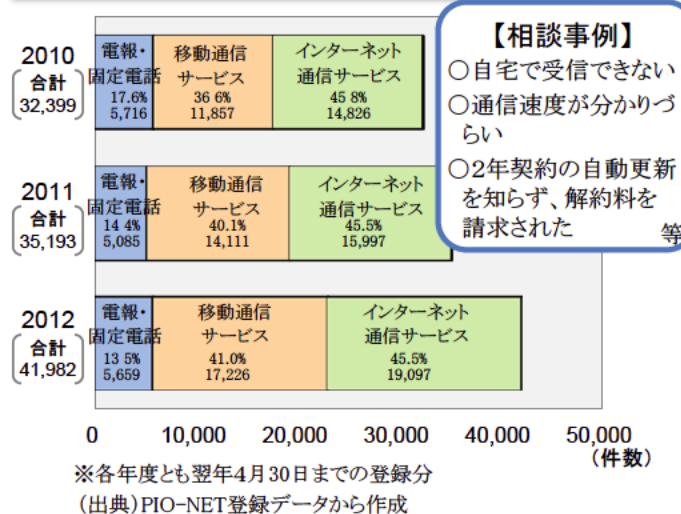 2010
合計
32,399
電報・
固定電話
17.6%
5,716
移動通信
サービス
36 6%
11,857
インターネット
通信サービス
45 8%
14,826
2011
合計
35,193
電報・
固定電話
14 4%
5,085
移動通信
サービス
40.1%
14,111
インターネット
通信サービス
45.5%
15,997
2012
合計
41,982
電報・
固定電話
13 5%
5,659
移動通信
サービス
41.0%
17,226
インターネット
通信サービス
45.5%
19,097
【相談事例】
○自宅で受信できない
○通信速度が分かりづ
らい
○2年契約の自動更新
を知らず、解約料を
請求された 等
0 10,000 20,000 30,000 40,000 50,000
(件数)
※各年度とも翌年4月30日までの登録分
(出典)PIO-NET登録データから作成